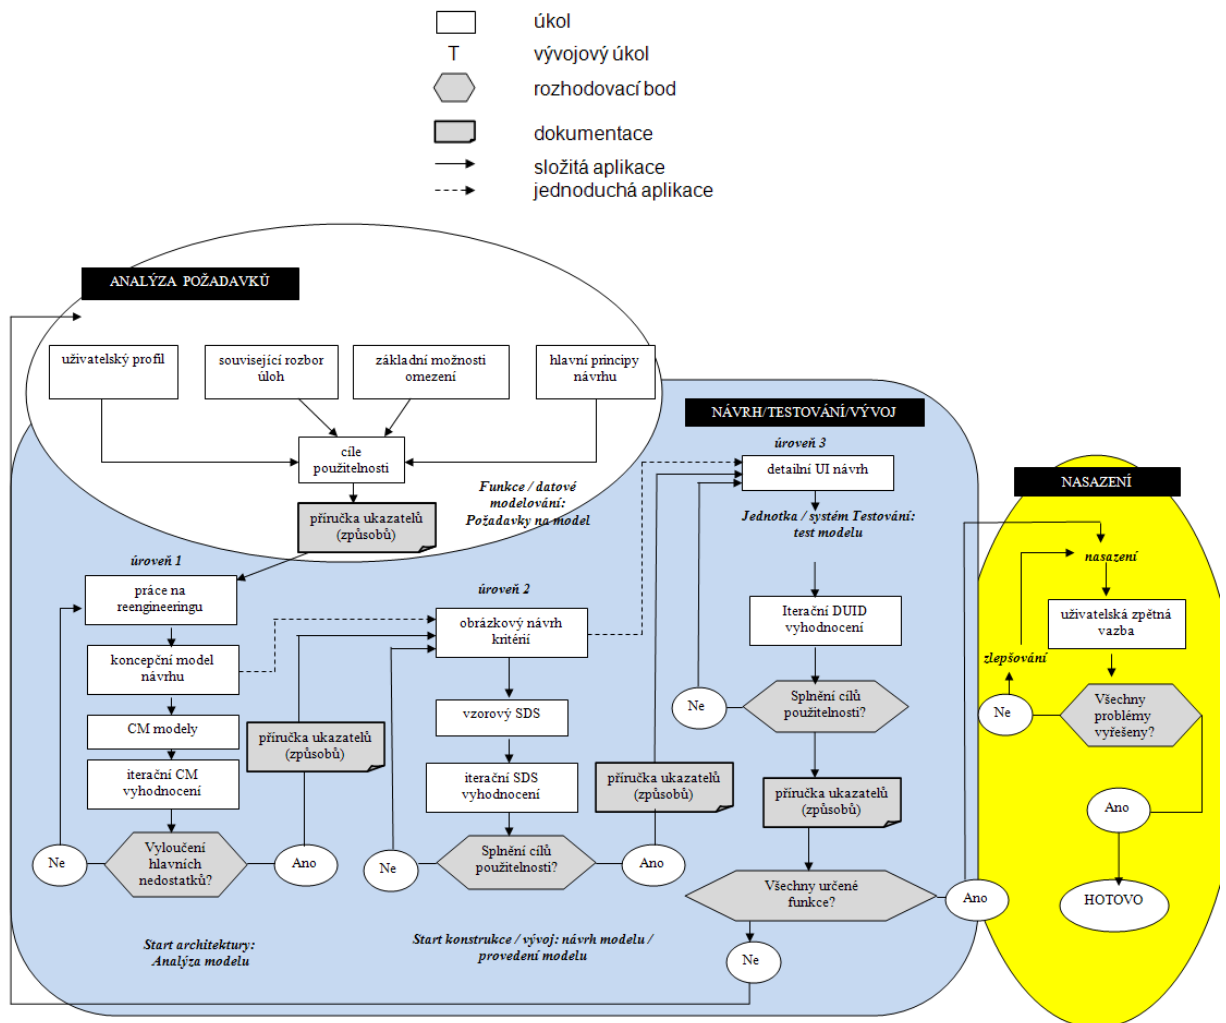 úkol
T
vývojový úkol
rozhodovací bod
dokumentace
složitá aplikace
jednoduchá aplikace
ANALÝZA POŽADAVKŮ
uživatelský profil
související rozbor
úloh
základní možnosti
omezení
hlavní principy
návrhu
cíle
použitelnosti
Funkce / datové
modelování:
Požadavky na model
příručka ukazatelů
(způsobů)
úroveň 1
práce na
reengineeringu
koncepční model
návrhu
CM modely
iterační CM
vyhodnocení
Vyloučení
hlavních
nedostatků?
Ne
Ano
příručka ukazatelů
(způsobů)
Start architektury:
Analýza modelu
úroveň 2
obrázkový návrh
kritérií
vzorový SDS
iterační SDS
vyhodnocení
Splnění cílů
použitelnosti?
Ne
Ano
příručka ukazatelů
(způsobů)
Start konstrukce / vývoj: návrh modelu /
provedení modelu
NÁVRH/TESTOVÁNÍ/VÝVOJ
úroveň 3
detailní UI návrh
Jednotka / systém Testování:
test modelu
Iterační DUID
vyhodnocení
Splnění cílů
použitelnosti?
Ne
příručka ukazatelů
(způsobů)
Všechny určené
funkce?
Ano
Ne
NASAZENÍ
nasazení
uživatelská zpětná
vazba
zlepšování
Ne
Všechny
problémy
vyřešeny?
Ano
HOTOVO